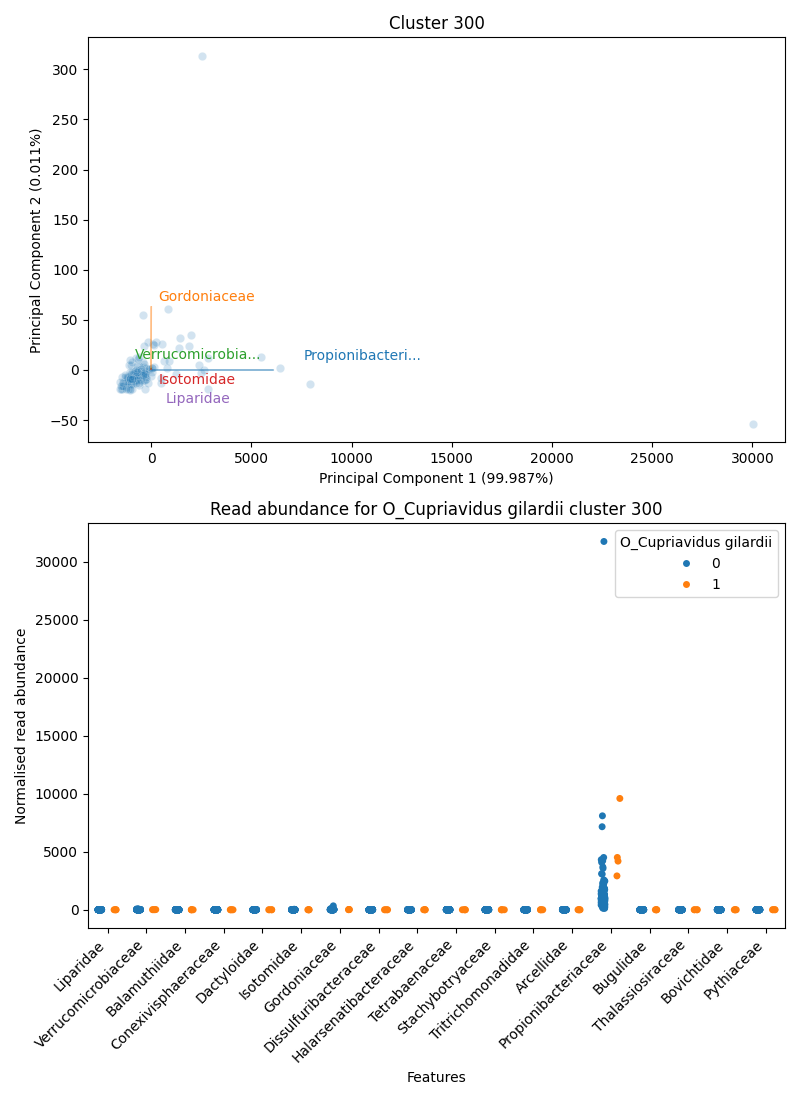 Cluster 300
Principal Component 2 (0.011%)
300
250
200
150
100
50
0
−50
Gordoniaceae
Verrucomicrobia...
Propionibacteri...
Isotomidae
Liparidae
0
5000
10000
15000
20000
25000
30000
Principal Component 1 (99.987%)
Read abundance for O_Cupriavidus gilardii cluster 300
Normalised read abundance
30000
25000
20000
15000
10000
5000
0
O_Cupriavidus gilardii
0
1
Liparidae
Verrucomicrobiaceae
Balamuthiidae
Conexivisphaeraceae
Dactyloidae
Isotomidae
Gordoniaceae
Dissulfuribacteraceae
Halarsenatibacteraceae
Tetrabaenaceae
Stachybotryaceae
Tritrichomonadidae
Arcellidae
Propionibacteriaceae
Bugulidae
Thalassiosiraceae
Bovichtidae
Pythiaceae
Features